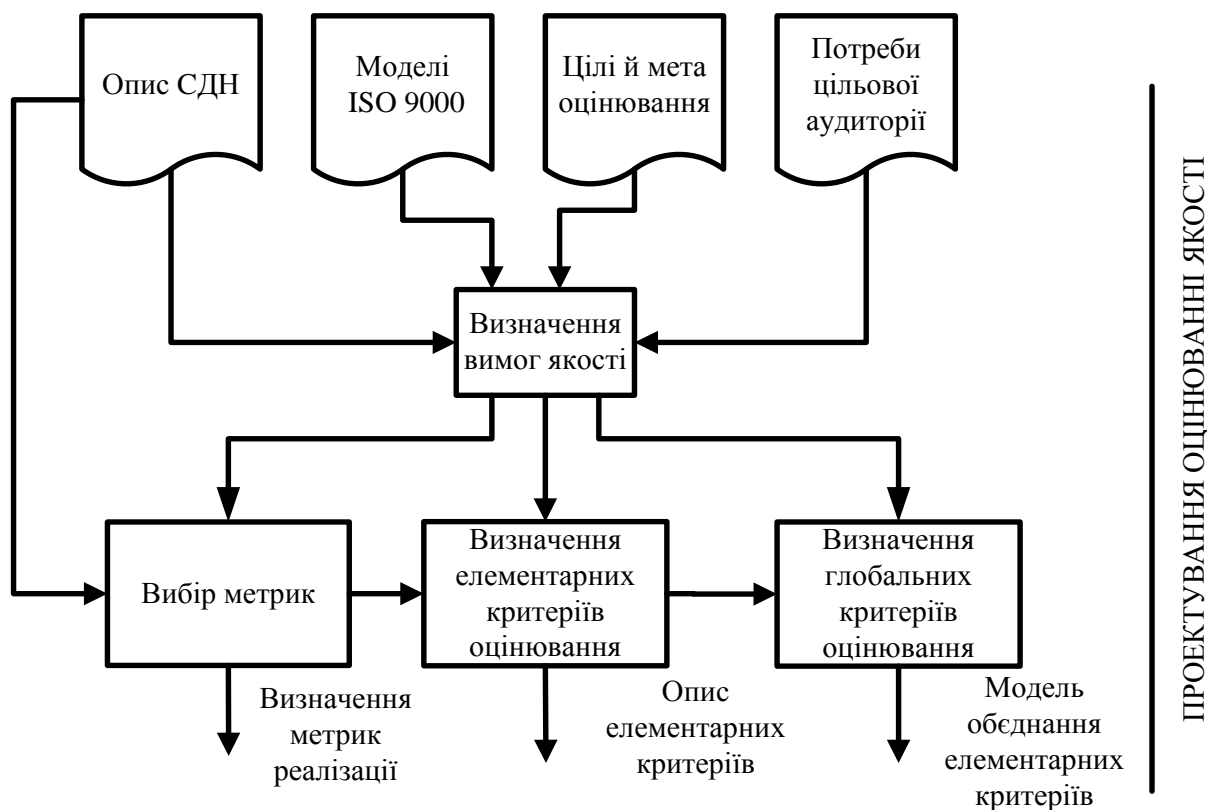 Опис СДН
Моделі
ISO 9000
Цілі й мета
оцінювання
Потреби
цільової
аудиторії
Визначення
вимог якості
Вибір метрик
Визначення
елементарних
критеріїв
оцінювання
Визначення
глобальних
критеріїв
оцінювання
Визначення
метрик
реалізації
Опис
елементарних
критеріїв
Модель
обєднання
елементарних
критеріїв
ПРОЕКТУВАННЯ ОЦІНЮВАННІ ЯКОСТІ